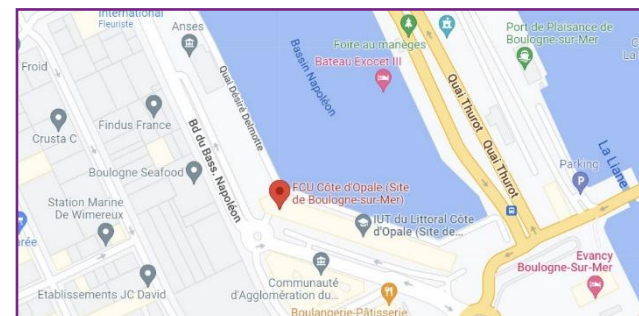 International
Fleuriste
Anses
Foire au manèges
Port de Plaisance de
Boulogne-sur-Mer
Froid
Bassin Napoléon
Bateau Exocet III
Quai Désiré Delmotte
Quai Thurot
Quai Thurot
La Liane
Findus France
Crusta C
Bd du Bass. Napoléon
Boulogne Seafood
Parking
FCU Côte d'Opale (Site
de Boulogne-sur-Mer)
Station Marine
De Wimereux
IUT du Littoral Côte
d'Opale (Site de...
arée
Evancy
Boulogne-Sur-Mer
Communauté
d'Agglomération du...
Etablissements JC David
Boulangerie-Pâtisserie